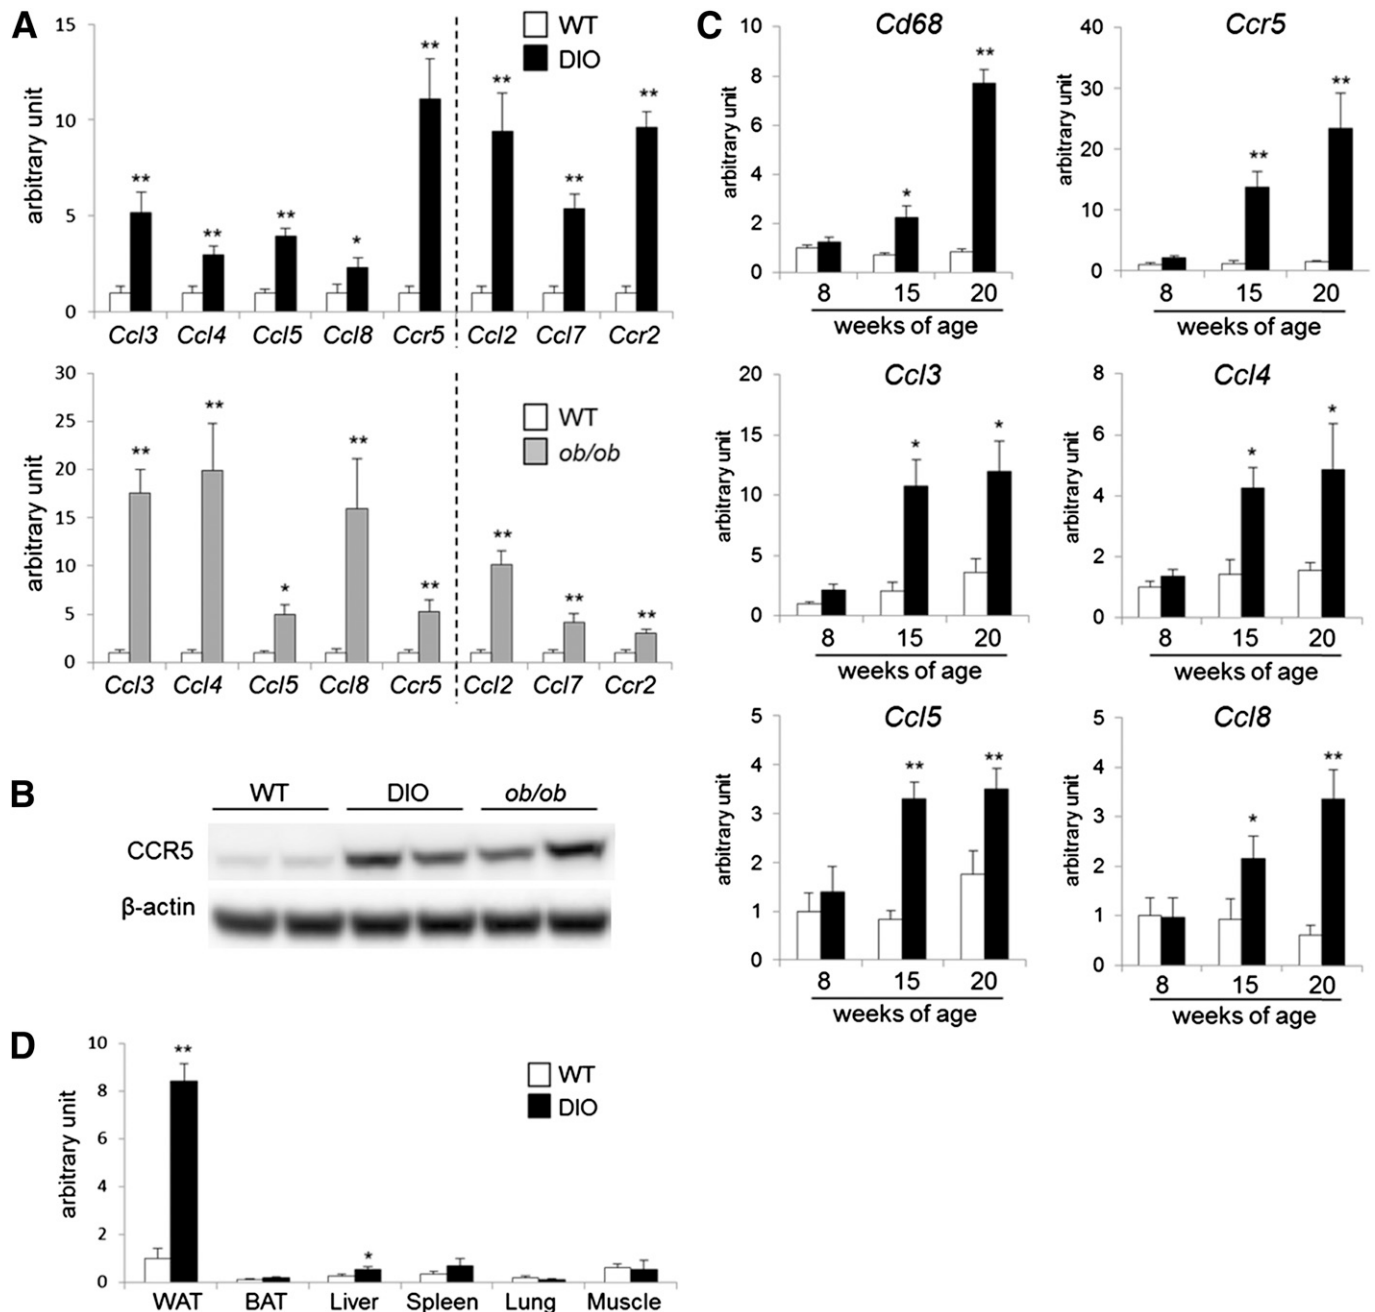 A
15
10
5
0
arbitrary unit
WT
DIO
** ** ** * ** ** ** **
Ccl3 Ccl4 Ccl5 Ccl8 Ccr5 Ccl2 Ccl7 Ccr2
30
25
20
15
10
5
0
arbitrary unit
WT
ob/ob
** ** * ** ** ** ** **
Ccl3 Ccl4 Ccl5 Ccl8 Ccr5 Ccl2 Ccl7 Ccr2
B
WT DIO ob/ob
CCR5
β-actin
C
Cd68
10
8
6
4
2
0
arbitrary unit
* **
8 15 20
weeks of age
Ccr5
40
30
20
10
0
arbitrary unit
** **
8 15 20
weeks of age
Ccl3
20
15
10
5
0
arbitrary unit
* *
8 15 20
weeks of age
Ccl4
8
6
4
2
0
arbitrary unit
* *
8 15 20
weeks of age
Ccl5
5
4
3
2
1
0
arbitrary unit
** **
8 15 20
weeks of age
Ccl8
5
4
3
2
1
0
arbitrary unit
* **
8 15 20
weeks of age
D
10
8
6
4
2
0
arbitrary unit
WT
DIO
** *
WAT BAT Liver Spleen Lung Muscle